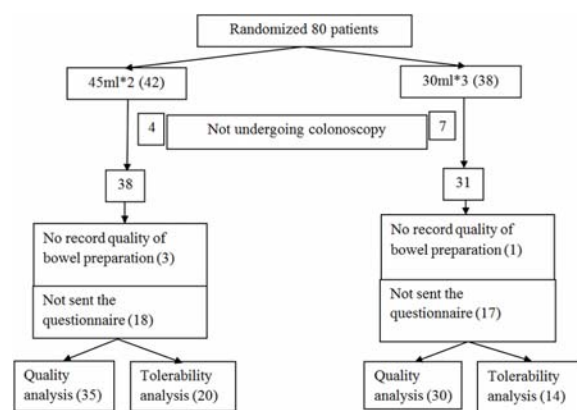 Randomized 80 patients
45ml*2 (42)
30ml*3 (38)
4
Not undergoing colonoscopy
7
38
31
No record quality of
bowel preparation (3)
Not sent the
questionnaire (18)
No record quality of
bowel preparation (1)
Not sent the
questionnaire (17)
Quality
analysis (35)
Tolerability
analysis (20)
Quality
analysis (30)
Tolerability
analysis (14)